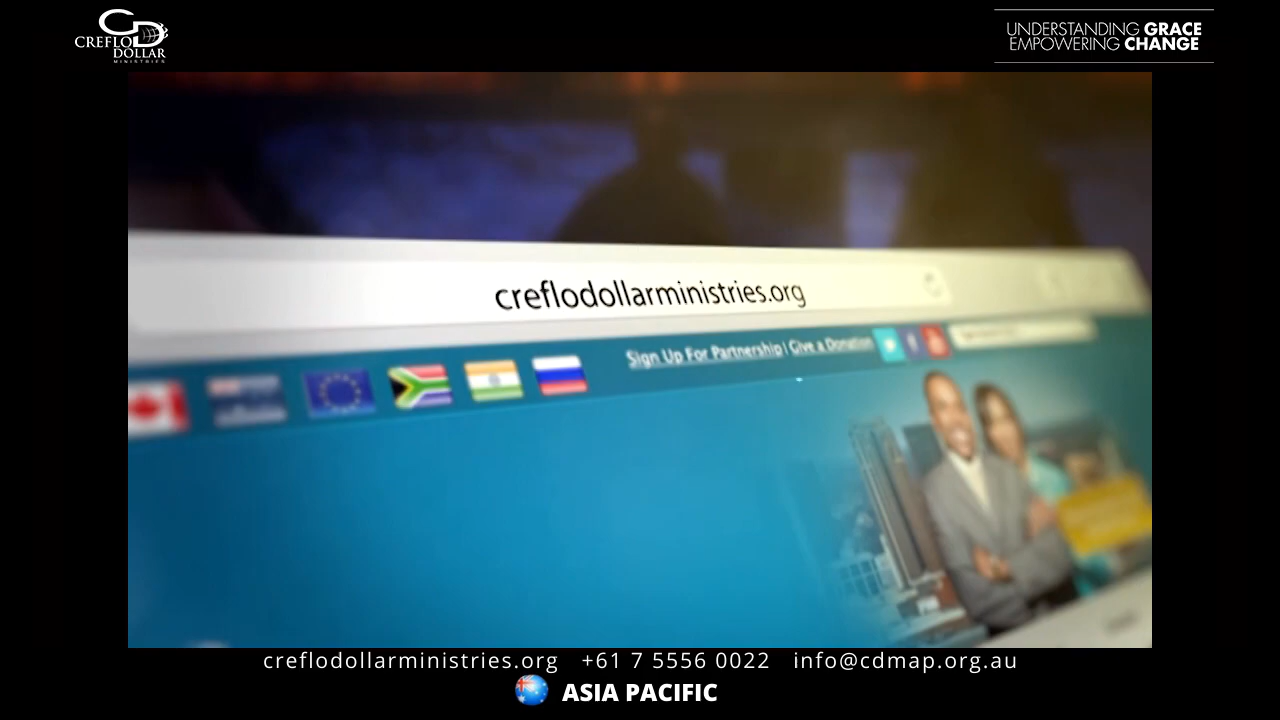 CREFLO
DOLLAR
MINISTRIES
UNDERSTANDING GRACE
EMPOWERING CHANGE
creflodollarministries.org
Sign Up For Partnership | Give a Donation
creflodollarministries.org +61 7 5556 0022 info@cdmap.org.au
ASIA PACIFIC